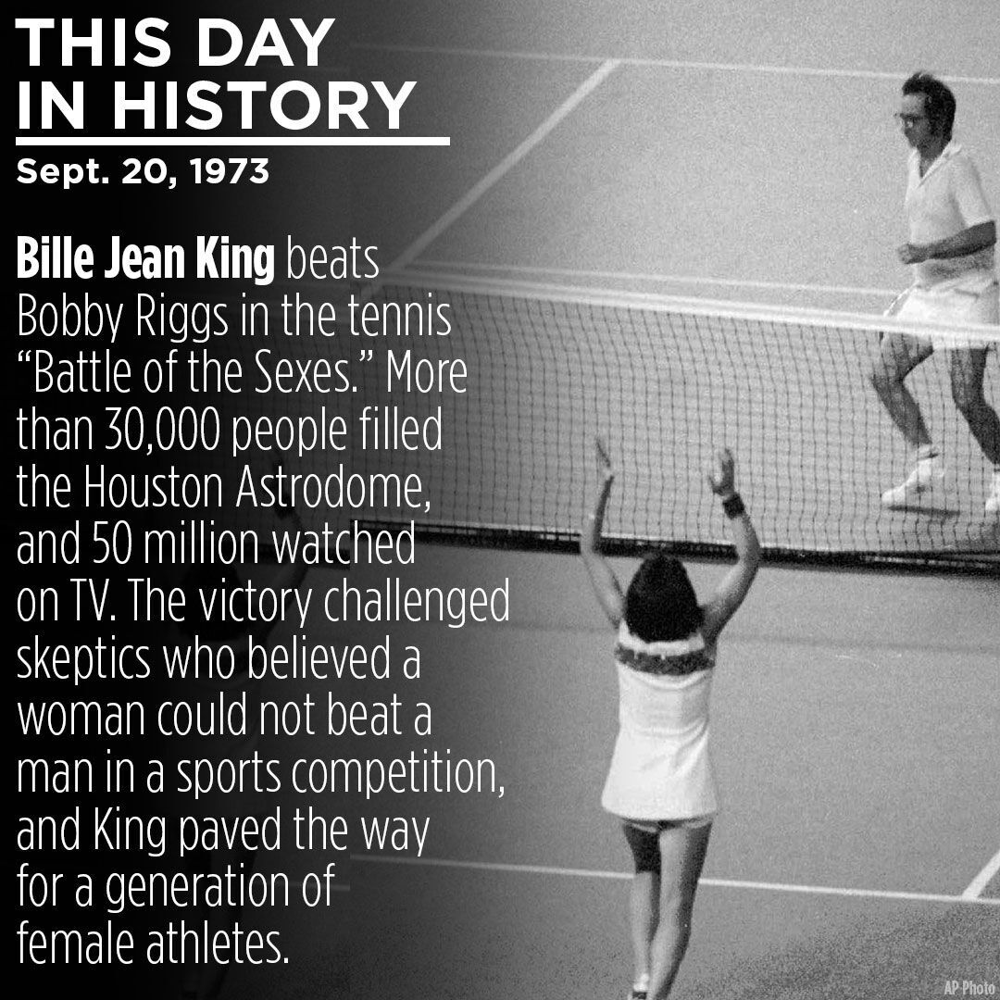 THIS DAY
IN HISTORY
Sept. 20, 1973
Bille Jean King beats
Bobby Riggs in the tennis
“Battle of the Sexes.” More
than 30,000 people filled
the Houston Astrodome,
and 50 million watched
on TV. The victory challenged
skeptics who believed a
woman could not beat a
man in a sports competition,
and King paved the way
for a generation of
female athletes.
AP Photo